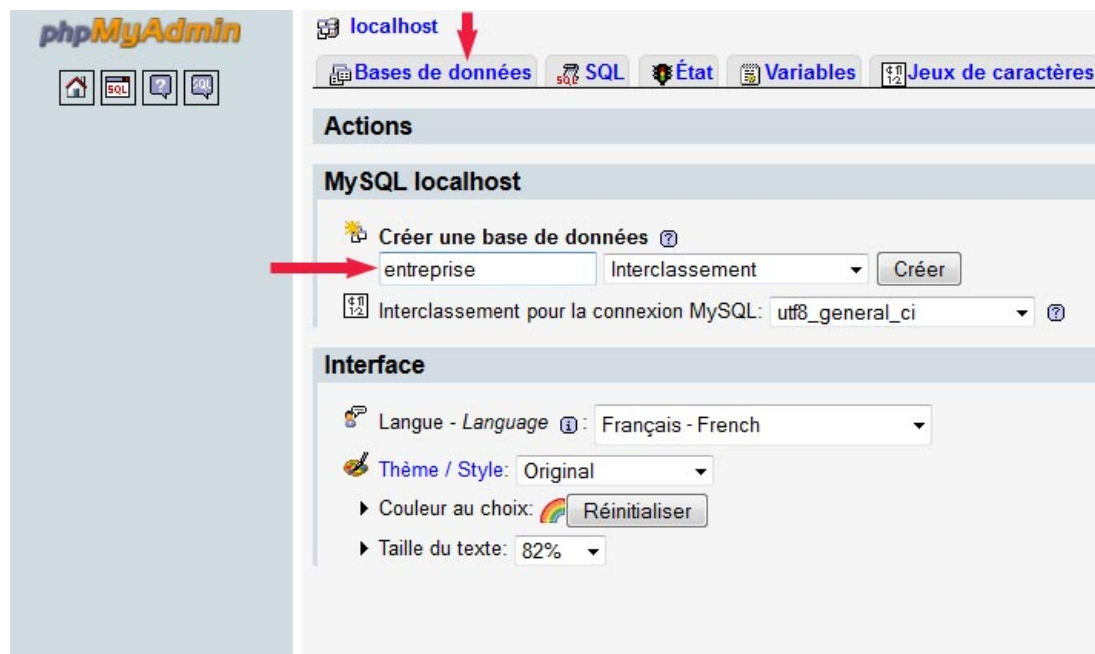 phpMyAdmin
localhost
Bases de données SQL État Variables Jeux de caractères
Actions
MySQL localhost
Créer une base de données
entreprise Interclassement Créer
Interclassement pour la connexion MySQL: utf8_general_ci
Interface
Langue - Language : Français - French
Thème / Style: Original
Couleur au choix: Réinitialiser
Taille du texte: 82%